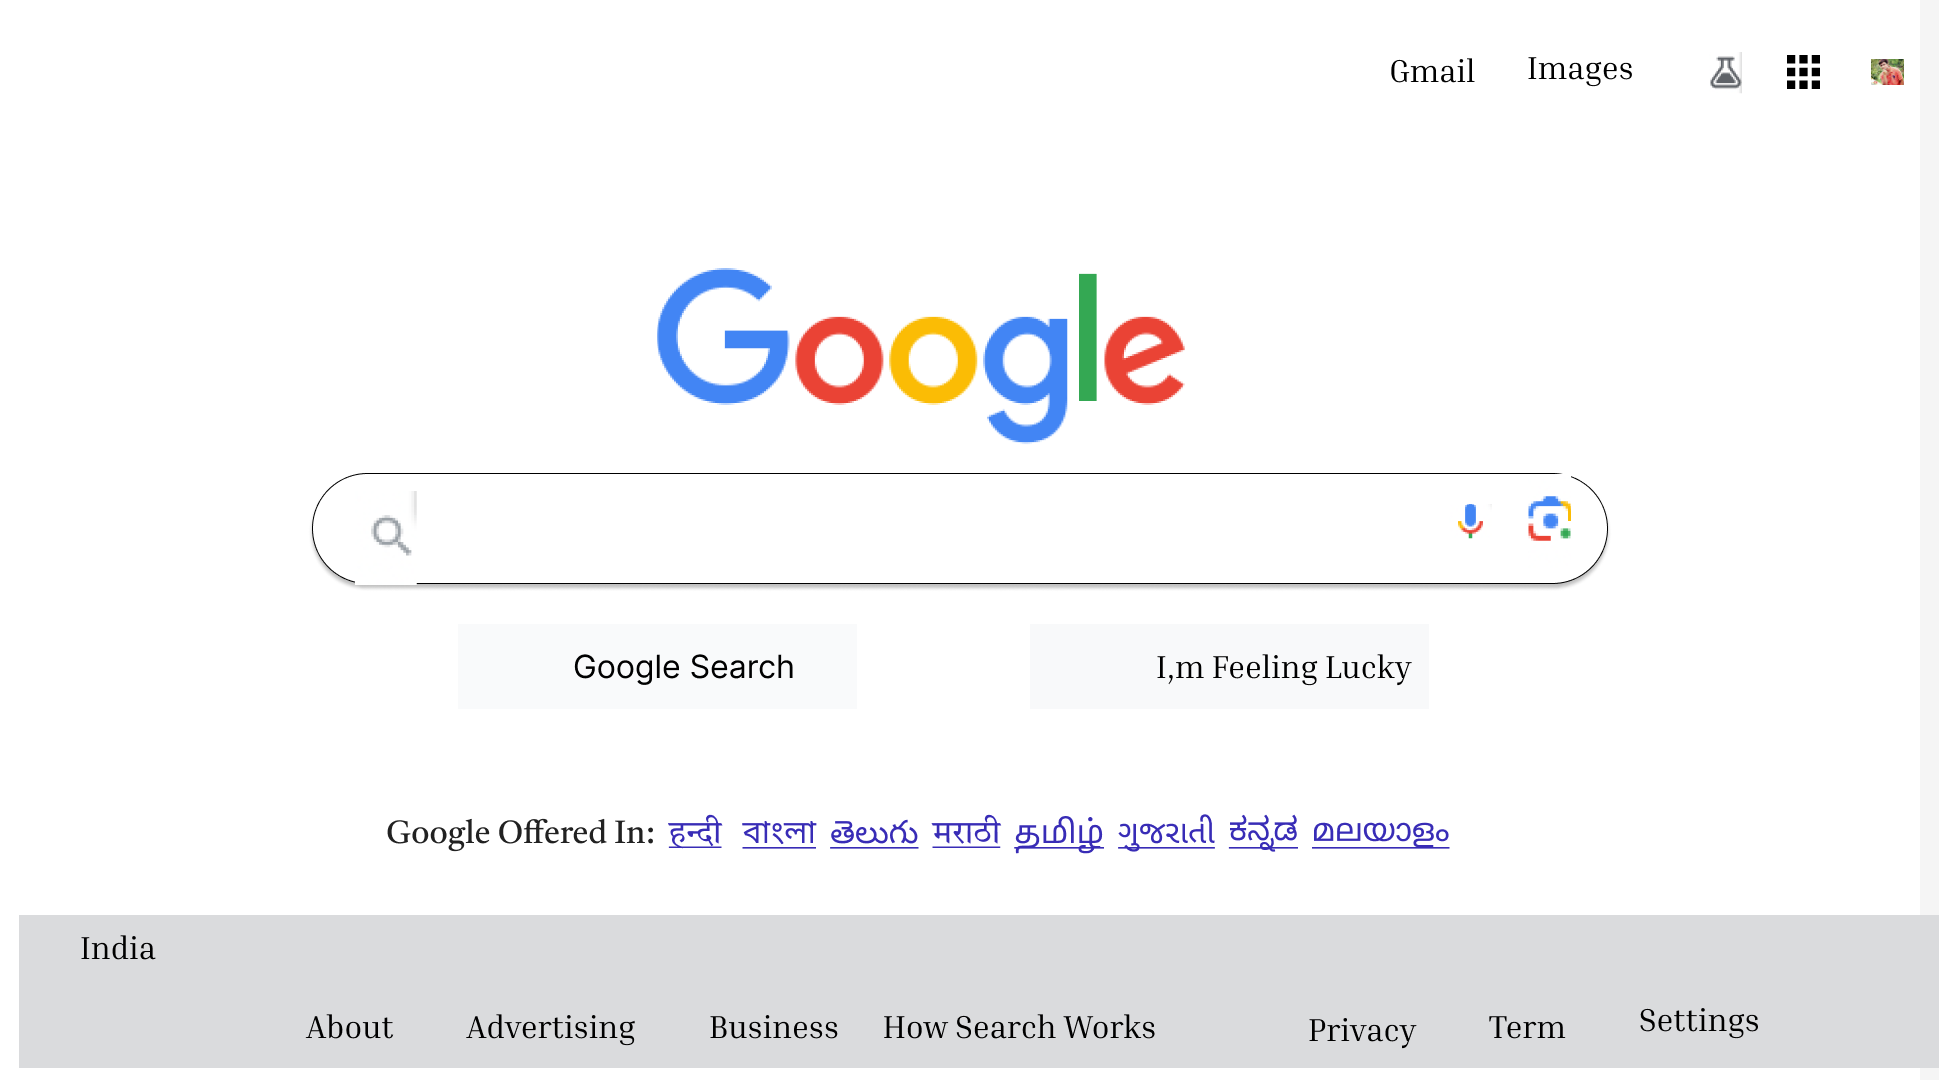 Gmail Images
Google
Google Search I,m Feeling Lucky
Google Offered In: हन्दी বাংলা తెలుగు मराठी தமிழ் ગુજરાતી ಕನ್ನಡ മലയാളം
India
About Advertising Business How Search Works Privacy Term Settings